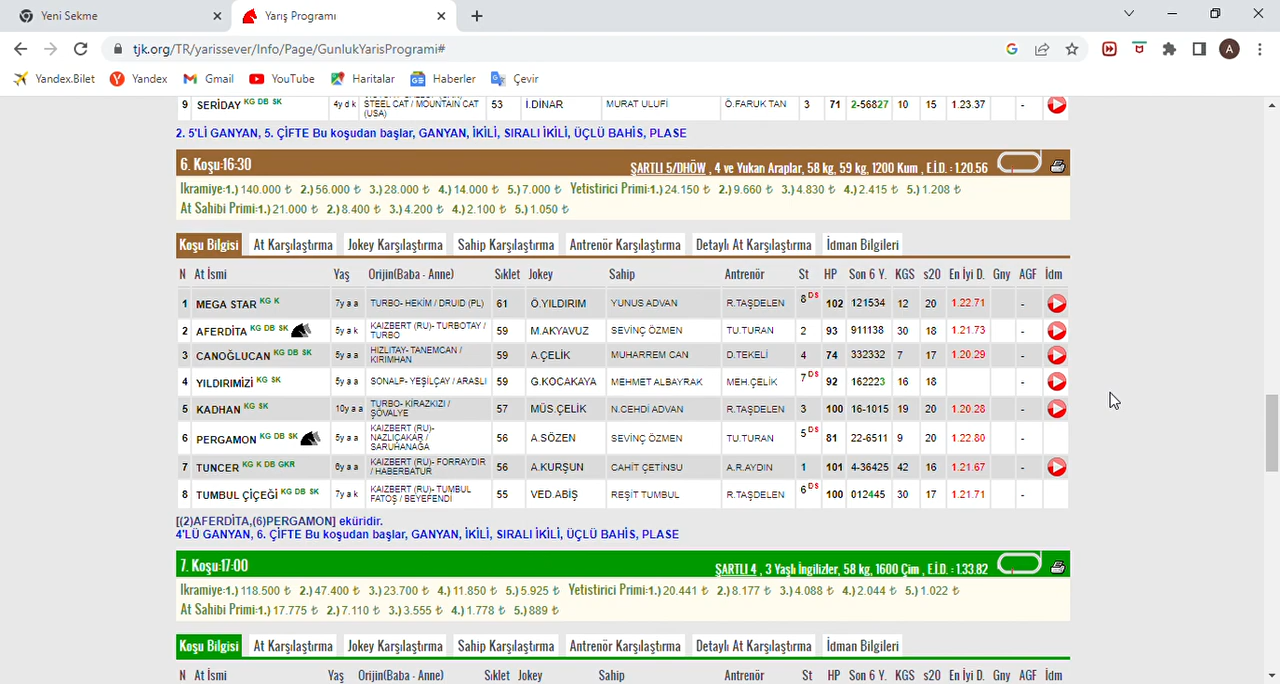 Yeni Sekme
Yarış Programı
tjk.org/TR/yarissever/Info/Page/GunlukYarisProgrami#
A
Yandex.Bilet Yandex Gmail YouTube Haritalar Haberler Çevir
9 SERİDAY KG DB SK 4y d k STEEL CAT / MOUNTAIN CAT (USA) 53 İ.DİNAR MURAT ULUFİ Ö.FARUK TAN 3 71 2-56827 10 15 1.23.37 -
2. 5'Lİ GANYAN, 5. ÇİFTE Bu koşudan başlar, GANYAN, İKİLİ, SIRALI İKİLİ, ÜÇLÜ BAHİS, PLASE
6. Koşu:16:30 ŞARTLI 5/DHÖW , 4 ve Yukarı Araplar, 58 kg, 59 kg, 1200 Kum , E.İ.D. : 1.20.56
İkramiye:1.) 140.000 ₺ 2.) 56.000 ₺ 3.) 28.000 ₺ 4.) 14.000 ₺ 5.) 7.000 ₺ Yetistirici Primi:1.) 24.150 ₺ 2.) 9.660 ₺ 3.) 4.830 ₺ 4.) 2.415 ₺ 5.) 1.208 ₺
At Sahibi Primi:1.) 21.000 ₺ 2.) 8.400 ₺ 3.) 4.200 ₺ 4.) 2.100 ₺ 5.) 1.050 ₺
Koşu Bilgisi At Karşılaştırma Jokey Karşılaştırma Sahip Karşılaştırma Antrenör Karşılaştırma Detaylı At Karşılaştırma İdman Bilgileri
N At İsmi Yaş Orijin(Baba - Anne) Sıklet Jokey Sahip Antrenör St HP Son 6 Y. KGS s20 En İyi D. Gny AGF İdm
1 MEGA STAR KG K 7y a a TURBO- HEKİM / DRUID (PL) 61 Ö.YILDIRIM YUNUS ADVAN R.TAŞDELEN 8 DS 102 121534 12 20 1.22.71 -
2 AFERDİTA KG DB SK 5y a k KAIZBERT (RU)- TURBOTAY / TURBO 59 M.AKYAVUZ SEVİNÇ ÖZMEN TU.TURAN 2 93 911138 30 18 1.21.73 -
3 CANOĞLUCAN KG DB SK 5y a a HIZLITAY- TANEMCAN / KIRIMHAN 59 A.ÇELİK MUHARREM CAN D.TEKELİ 4 74 332332 7 17 1.20.29 -
4 YILDIRIMİZİ KG SK 5y a a SONALP- YEŞİLÇAY / ARASLI 59 G.KOCAKAYA MEHMET ALBAYRAK MEH.ÇELİK 7 DS 92 162223 16 18 -
5 KADHAN KG SK 10y a a TURBO- KİRAZKIZI / ŞÖVALYE 57 MÜS.ÇELİK N.CEHDİ ADVAN R.TAŞDELEN 3 100 16-1015 19 20 1.20.28 -
6 PERGAMON KG DB SK 5y a a KAIZBERT (RU)- NAZLIÇAKAR / SARUHANAĞA 56 A.SÖZEN SEVİNÇ ÖZMEN TU.TURAN 5 DS 81 22-6511 9 20 1.22.80 -
7 TUNCER KG K DB GKR 6y a a KAIZBERT (RU)- FORRAYDIR / HABERBATUR 56 A.KURŞUN CAHİT ÇETİNSU A.R.AYDIN 1 101 4-36425 42 16 1.21.67 -
8 TUMBUL ÇİÇEĞİ KG DB SK 7y a k KAIZBERT (RU)- TUMBUL FATOŞ / BEYEFENDİ 55 VED.ABİŞ REŞİT TUMBUL R.TAŞDELEN 6 DS 100 012445 30 17 1.21.71 -
[(2)AFERDİTA,(6)PERGAMON] eküridir.
4'LÜ GANYAN, 6. ÇİFTE Bu koşudan başlar, GANYAN, İKİLİ, SIRALI İKİLİ, ÜÇLÜ BAHİS, PLASE
7. Koşu:17:00 ŞARTLI 4 , 3 Yaşlı İngilizler, 58 kg, 1600 Çim , E.İ.D. : 1.33.82
İkramiye:1.) 118.500 ₺ 2.) 47.400 ₺ 3.) 23.700 ₺ 4.) 11.850 ₺ 5.) 5.925 ₺ Yetistirici Primi:1.) 20.441 ₺ 2.) 8.177 ₺ 3.) 4.088 ₺ 4.) 2.044 ₺ 5.) 1.022 ₺
At Sahibi Primi:1.) 17.775 ₺ 2.) 7.110 ₺ 3.) 3.555 ₺ 4.) 1.778 ₺ 5.) 889 ₺
Koşu Bilgisi At Karşılaştırma Jokey Karşılaştırma Sahip Karşılaştırma Antrenör Karşılaştırma Detaylı At Karşılaştırma İdman Bilgileri
N At İsmi Yaş Orijin(Baba - Anne) Sıklet Jokey Sahip Antrenör St HP Son 6 Y. KGS s20 En İyi D. Gny AGF İdm